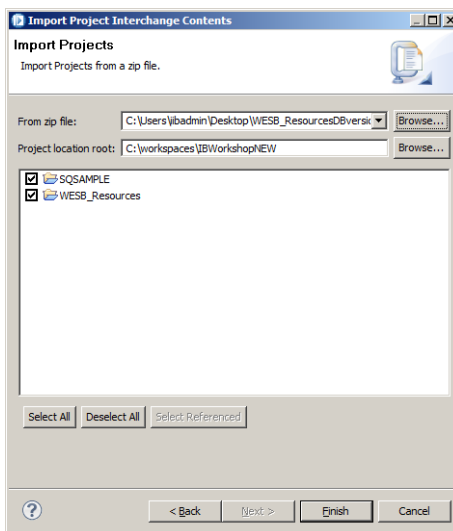 Import Project Interchange Contents
Import Projects
Import Projects from a zip file.
From zip file: C:\Users\iibadmin\Desktop\WESB_ResourcesDBversic Browse...
Project location root: C:\workspaces\IBWorkshopNEW Browse...
SQSAMPLE
WESB_Resources
Select All Deselect All Select Referenced
? < Back Next > Finish Cancel